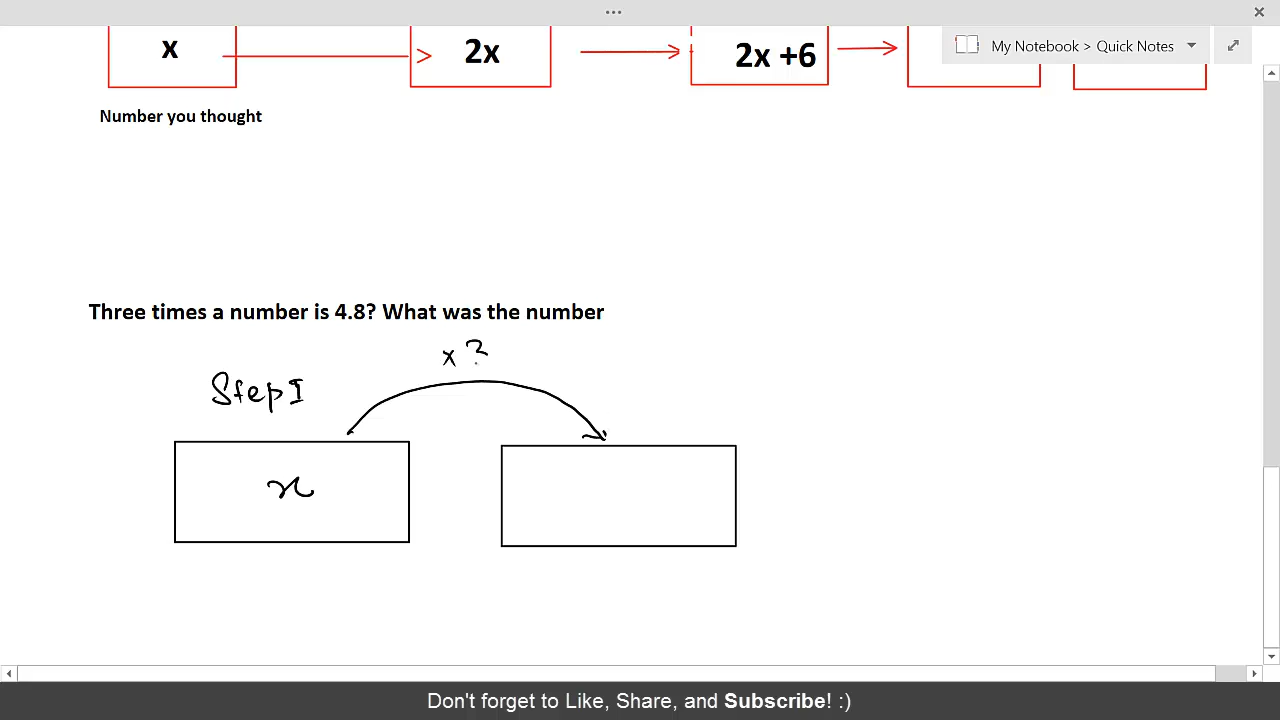 ...
My Notebook > Quick Notes
x 2x 2x +6
Number you thought
Three times a number is 4.8? What was the number
x ?
Step I
x
Don't forget to Like, Share, and Subscribe! :)